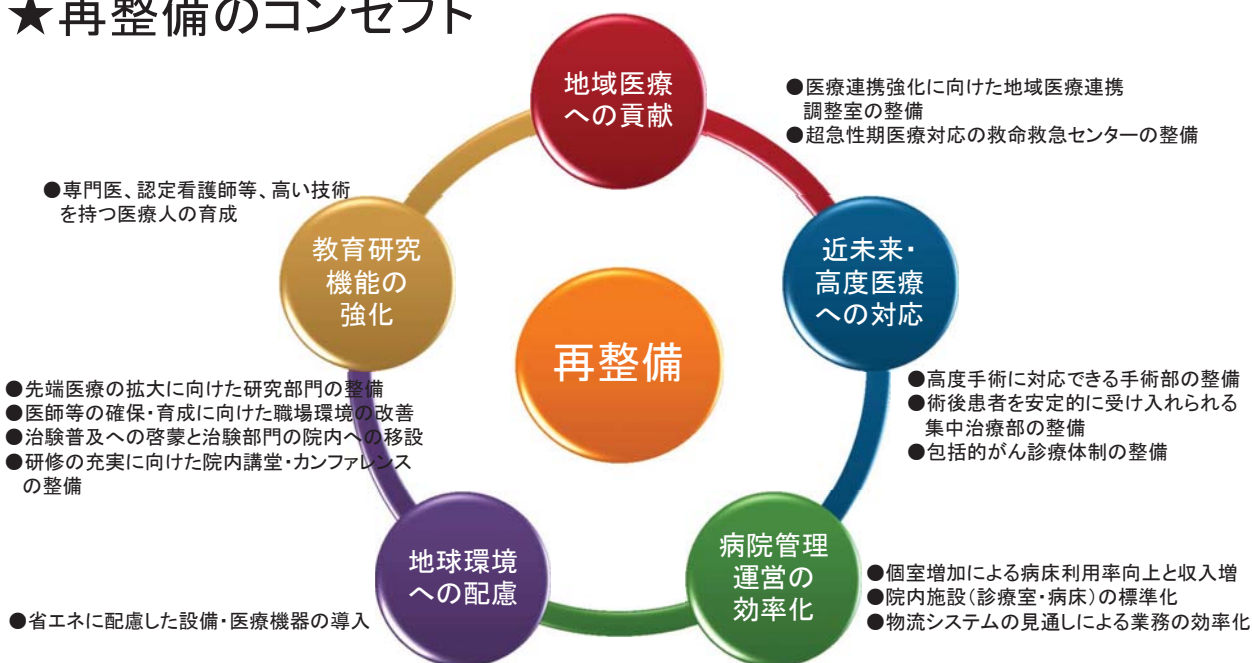 ★再整備のコンセプト
地域医療
への貢献
●医療連携強化に向けた地域医療連携
調整室の整備
●超急性期医療対応の救命救急センターの整備
●専門医、認定看護師等、高い技術
を持つ医療人の育成
教育研究
機能の
強化
近未来・
高度医療
への対応
再整備
●先端医療の拡大に向けた研究部門の整備
●医師等の確保・育成に向けた職場環境の改善
●治験普及への啓蒙と治験部門の院内への移設
●研修の充実に向けた院内講堂・カンファレンス
の整備
●高度手術に対応できる手術部の整備
●術後患者を安定的に受け入れられる
集中治療部の整備
●包括的がん診療体制の整備
地球環境
への配慮
病院管理
運営の
効率化
●省エネに配慮した設備・医療機器の導入
●個室増加による病床利用率向上と収入増
●院内施設(診療室・病床)の標準化
●物流システムの見通しによる業務の効率化